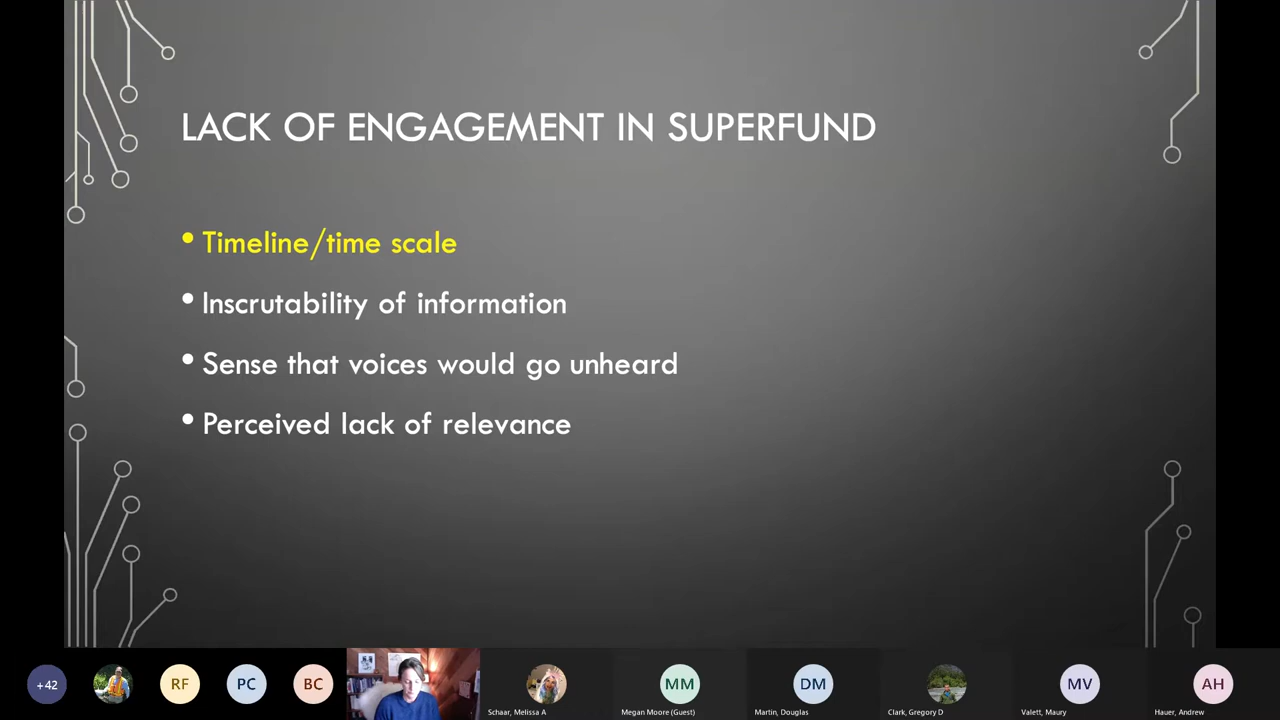 LACK OF ENGAGEMENT IN SUPERFUND
• Timeline/time scale
• Inscrutability of information
• Sense that voices would go unheard
• Perceived lack of relevance
+42
RF
PC
BC
Schaar, Melissa A
MM
Megan Moore (Guest)
DM
Martin, Douglas
Clark, Gregory D
MV
Valett, Maury
AH
Hauer, Andrew